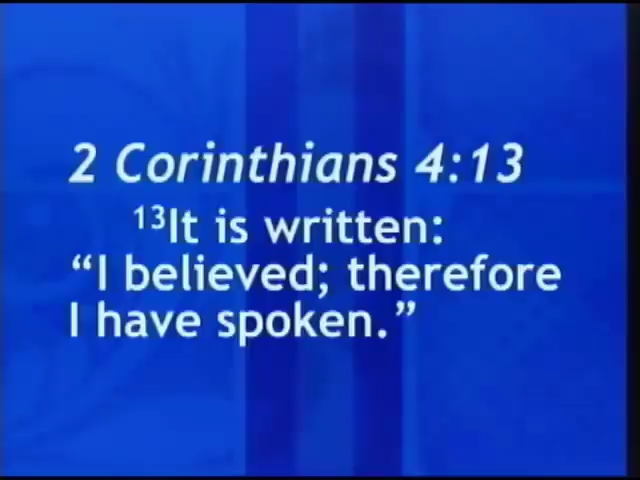 2 Corinthians 4:13
¹³It is written:
“I believed; therefore
I have spoken.”